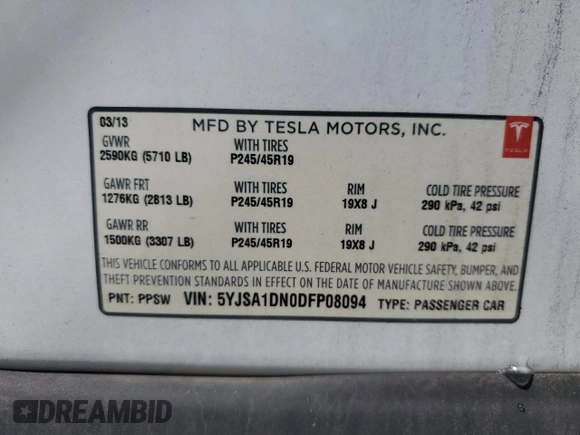 03/13 MFD BY TESLA MOTORS, INC. TESLA
GVWR WITH TIRES
2590KG (5710 LB) P245/45R19
GAWR FRT WITH TIRES RIM COLD TIRE PRESSURE
1276KG (2813 LB) P245/45R19 19X8 J 290 kPa, 42 psi
GAWR RR WITH TIRES RIM COLD TIRE PRESSURE
1500KG (3307 LB) P245/45R19 19X8 J 290 kPa, 42 psi
THIS VEHICLE CONFORMS TO ALL APPLICABLE U.S. FEDERAL MOTOR VEHICLE SAFETY, BUMPER, AND
THEFT PREVENTION STANDARDS IN EFFECT ON THE DATE OF MANUFACTURE SHOWN ABOVE.
PNT: PPSW VIN: 5YJSA1DN0DFP08094 TYPE: PASSENGER CAR
DREAMBID